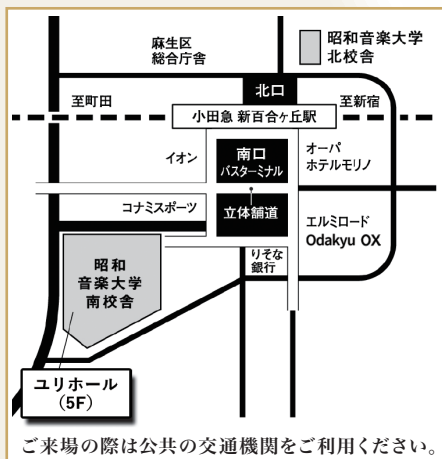 麻生区
総合庁舎
昭和音楽大学
北校舎
北口
至町田
小田急 新百合ヶ丘駅
至新宿
イオン
南口
バスターミナル
オーパ
ホテルモリノ
コナミスポーツ
立体舗道
エルミロード
Odakyu OX
りそな
銀行
昭和
音楽大学
南校舎
ユリホール
(5F)
ご来場の際は公共の交通機関をご利用ください。